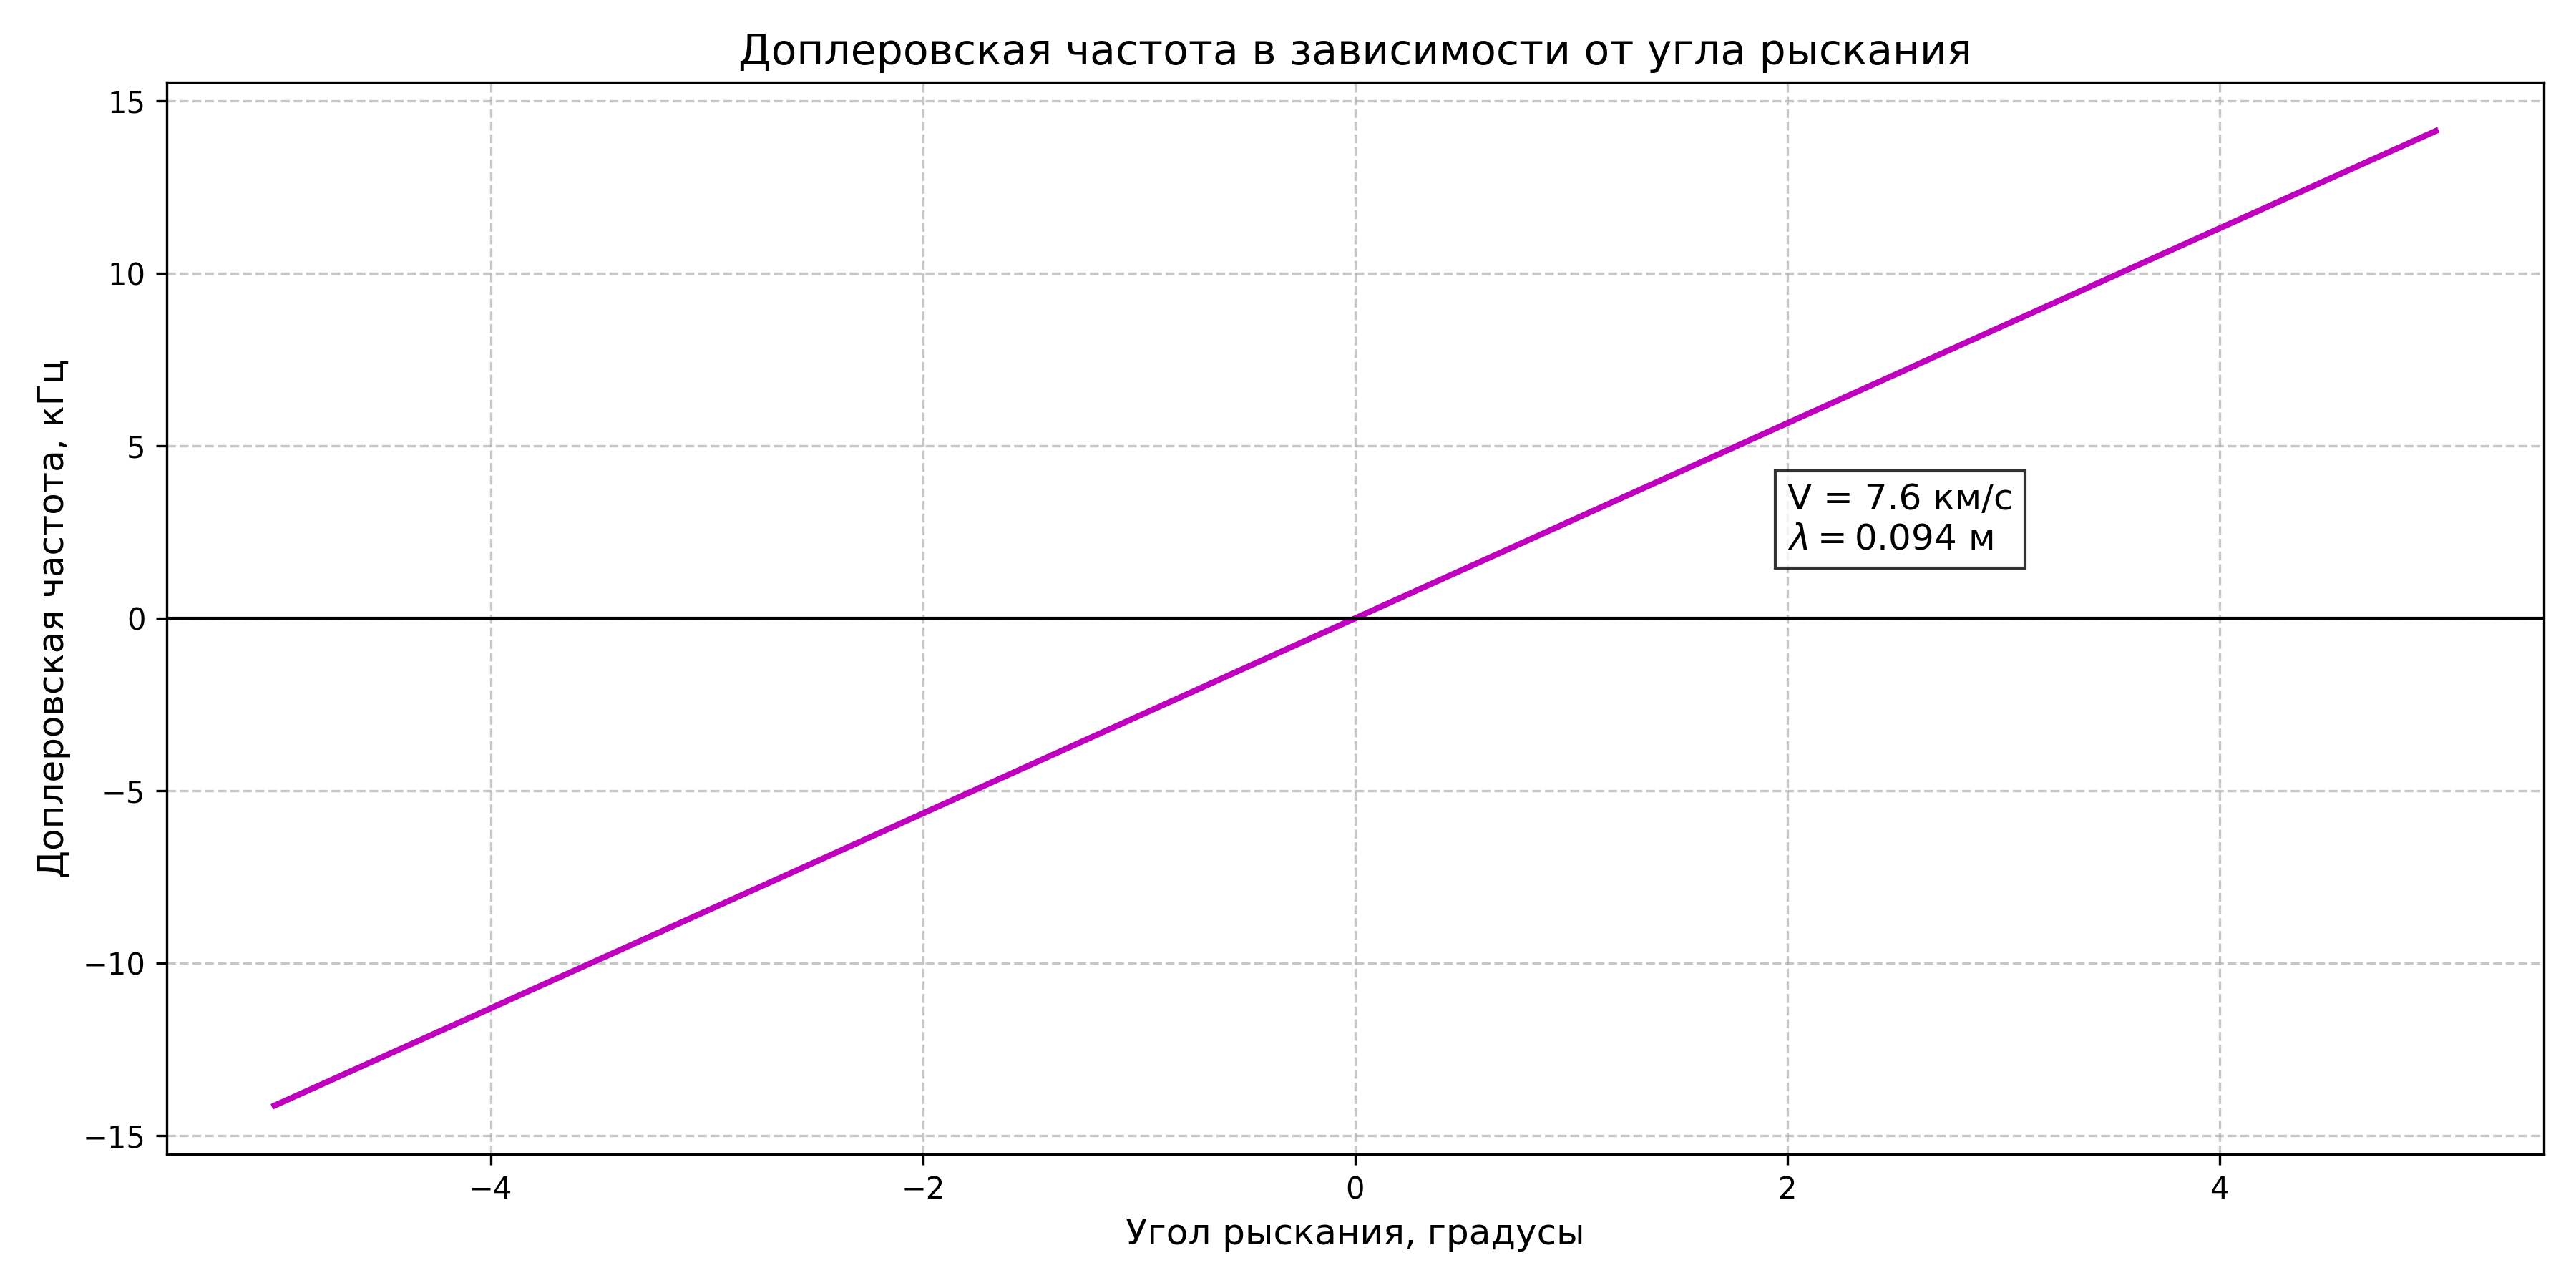 Доплеровская частота в зависимости от угла рыскания
Доплеровская частота, кГц
15
10
5
0
−5
−10
−15
V = 7.6 км/с
λ = 0.094 м
−4
−2
0
2
4
Угол рыскания, градусы